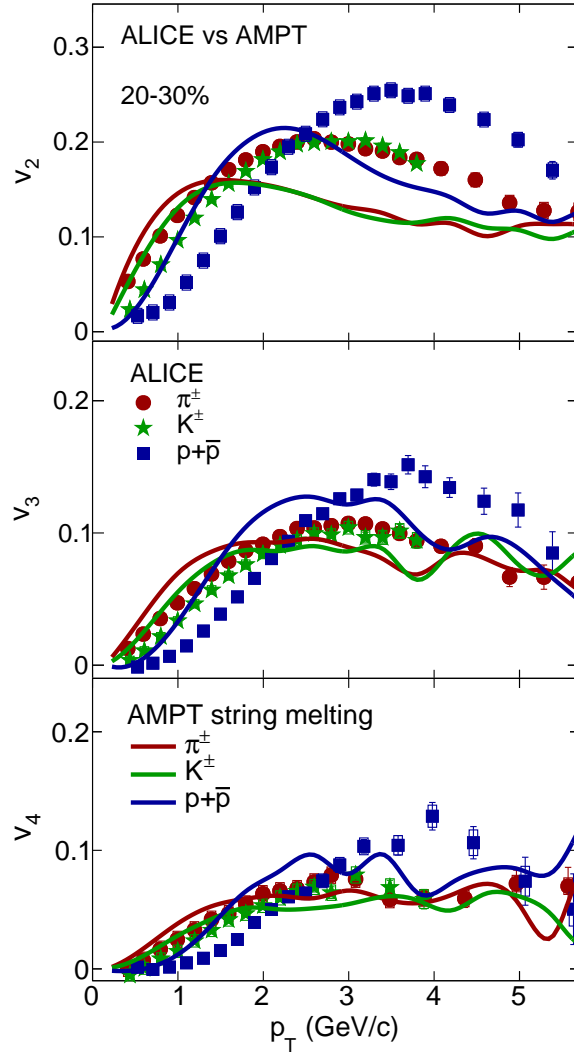 ALICE vs AMPT
20-30%
v2
0.3
0.2
0.1
0
ALICE
π±
K±
p+p̅
v3
0.2
0.1
0
AMPT string melting
π±
K±
p+p̅
v4
0.2
0.1
0
0 1 2 3 4 5
pT (GeV/c)